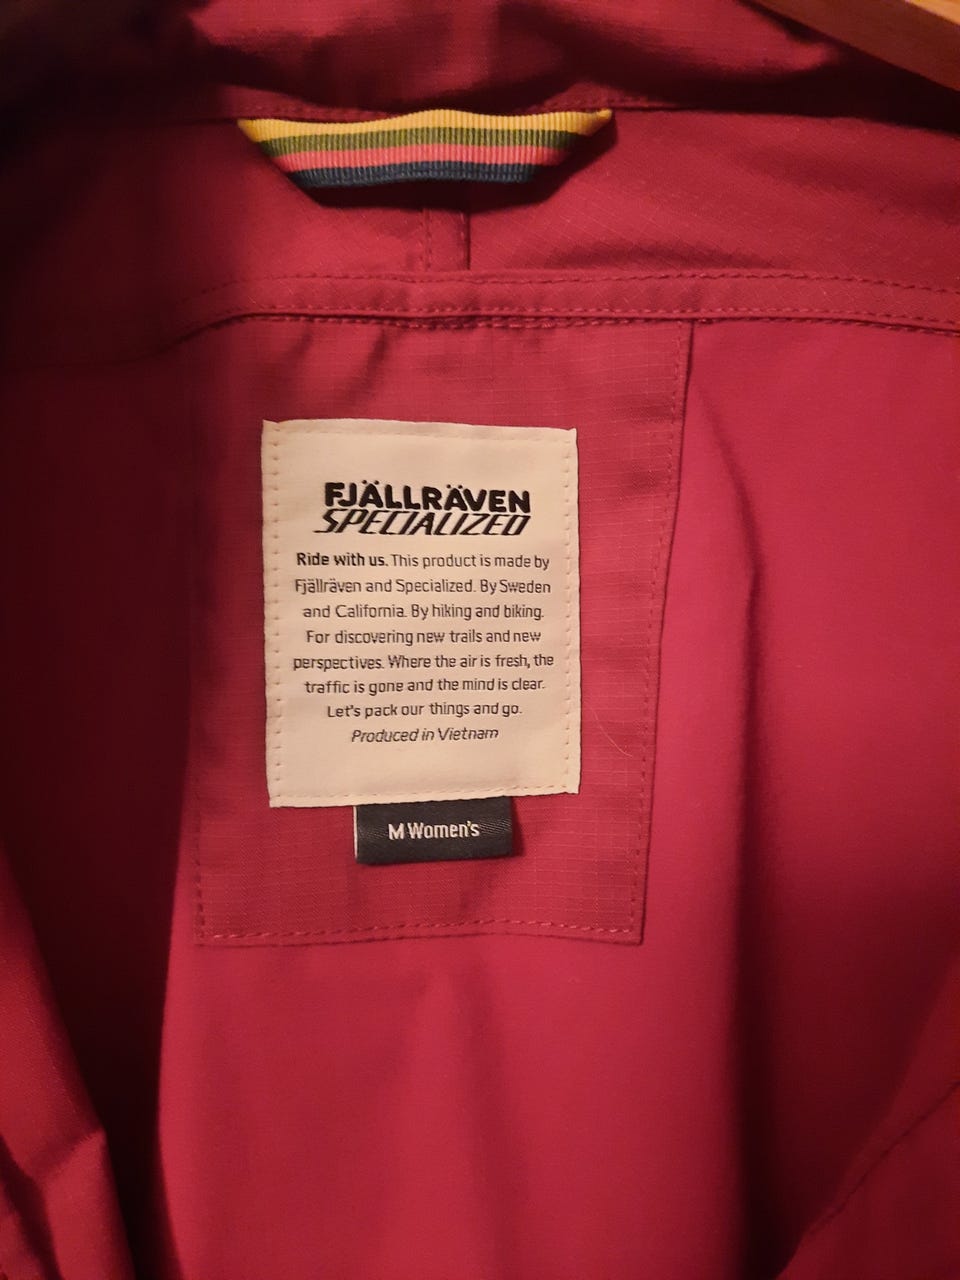 FJÄLLRÄVEN
SPECIALIZED
Ride with us. This product is made by
Fjällräven and Specialized. By Sweden
and California. By hiking and biking.
For discovering new trails and new
perspectives. Where the air is fresh, the
traffic is gone and the mind is clear.
Let's pack our things and go.
Produced in Vietnam
M Women's